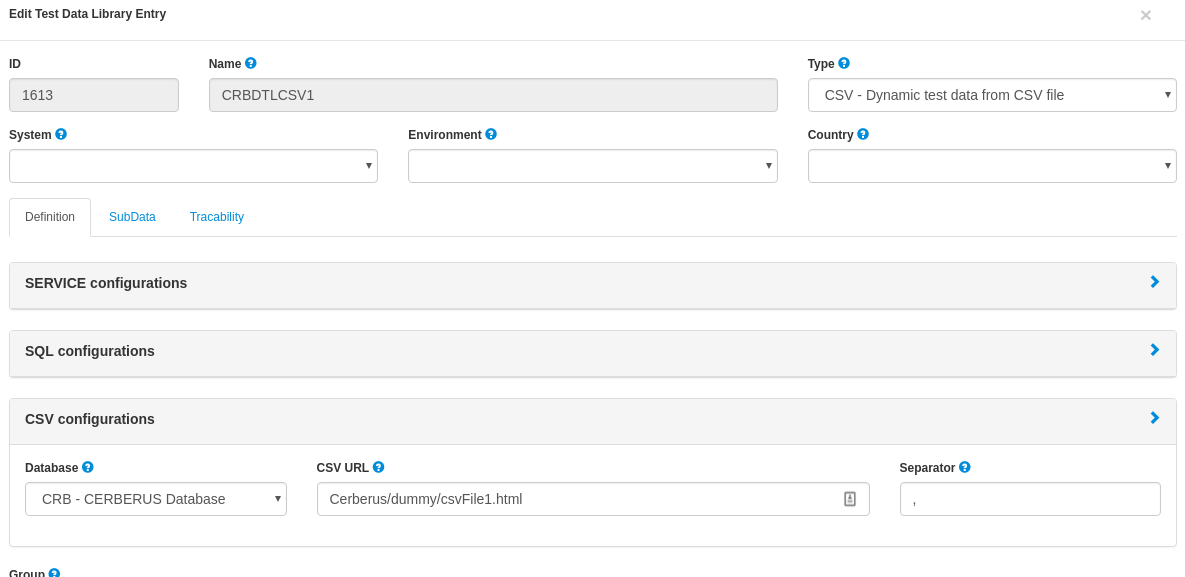 Edit Test Data Library Entry
×
ID Name Type
1613 CRBDTLCSV1 CSV - Dynamic test data from CSV file
System Environment Country
Definition SubData Tracability
SERVICE configurations
SQL configurations
CSV configurations
Database CSV URL Separator
CRB - CERBERUS Database Cerberus/dummy/csvFile1.html ,
Group